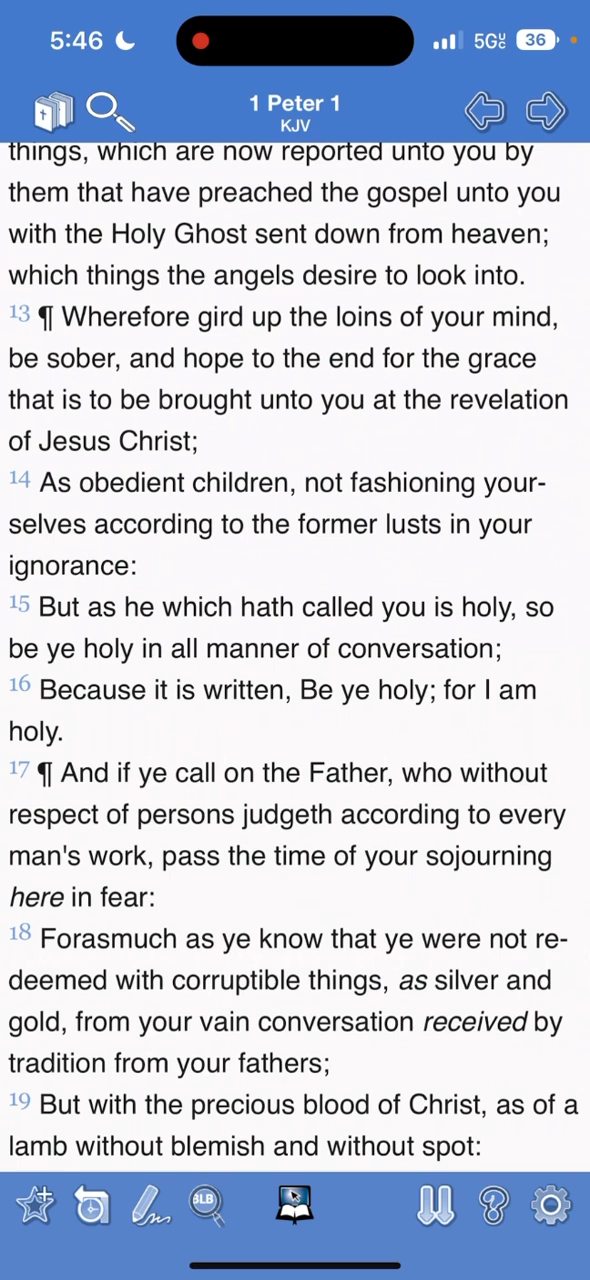 5:46
5G
36
1 Peter 1
KJV
things, which are now reported unto you by
them that have preached the gospel unto you
with the Holy Ghost sent down from heaven;
which things the angels desire to look into.
13 ¶ Wherefore gird up the loins of your mind,
be sober, and hope to the end for the grace
that is to be brought unto you at the revelation
of Jesus Christ;
14 As obedient children, not fashioning your-
selves according to the former lusts in your
ignorance:
15 But as he which hath called you is holy, so
be ye holy in all manner of conversation;
16 Because it is written, Be ye holy; for I am
holy.
17 ¶ And if ye call on the Father, who without
respect of persons judgeth according to every
man's work, pass the time of your sojourning
here in fear:
18 Forasmuch as ye know that ye were not re-
deemed with corruptible things, as silver and
gold, from your vain conversation received by
tradition from your fathers;
19 But with the precious blood of Christ, as of a
lamb without blemish and without spot:
BLB